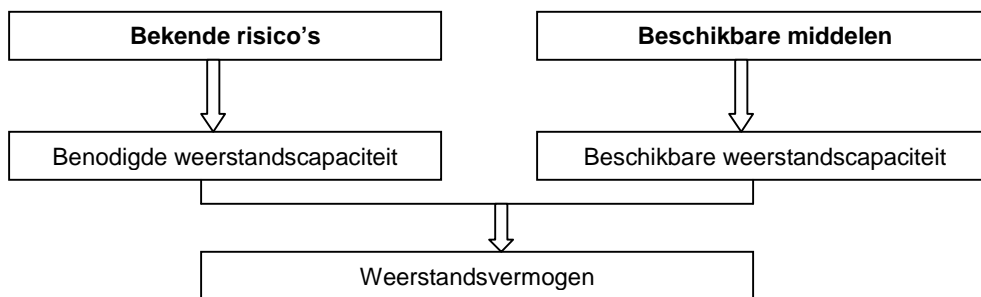 Bekende risico’s
Beschikbare middelen
Benodigde weerstandscapaciteit
Beschikbare weerstandscapaciteit
Weerstandsvermogen